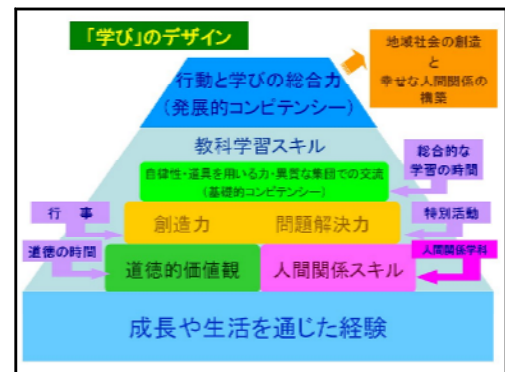 「学び」のデザイン
地域社会の創造
と
幸せな人間関係の
構築
行動と学びの総合力
(発展的コンピテンシー)
教科学習スキル
自律性・道具を用いる力・異質な集団での交流
(基礎的コンピテンシー)
総合的な
学習の時間
行 事
創造力
問題解決力
特別活動
道徳の時間
道徳的価値観
人間関係スキル
人間関係学科
成長や生活を通じた経験